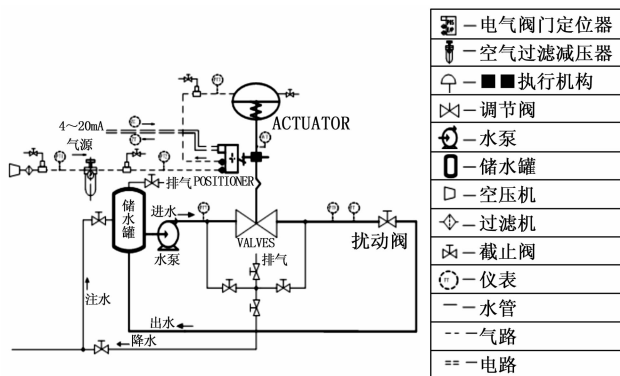 4～20mA
气源
ACTUATOR
POSITIONER
排气
储水罐
进水
水泵
VALVES
排气
扰动阀
注水
出水
降水
电气阀门定位器
空气过滤减压器
执行机构
调节阀
水泵
储水罐
空压机
过滤机
截止阀
仪表
水管
气路
电路